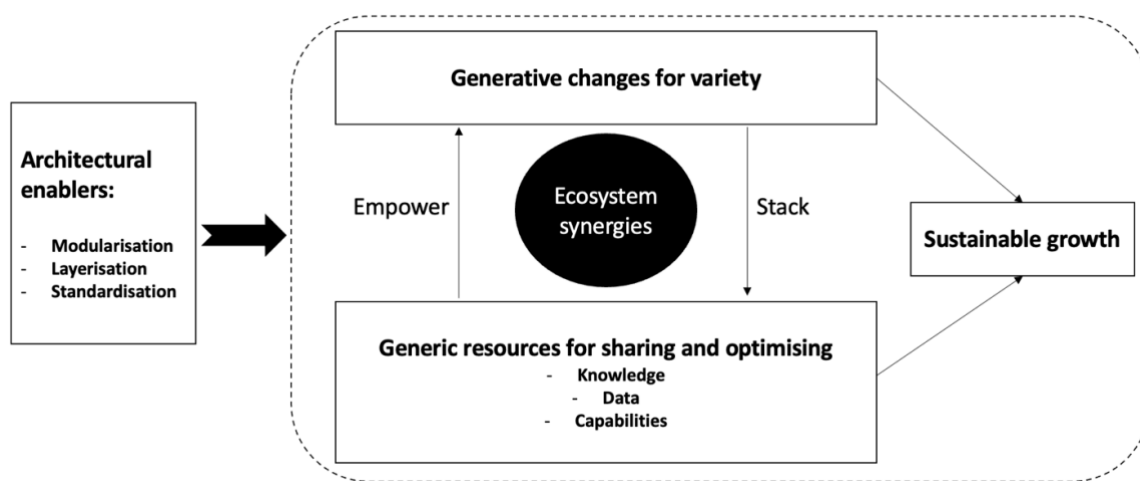 Architectural
enablers:
- Modularisation
- Layerisation
- Standardisation
Generative changes for variety
Empower
Ecosystem
synergies
Stack
Generic resources for sharing and optimising
- Knowledge
- Data
- Capabilities
Sustainable growth